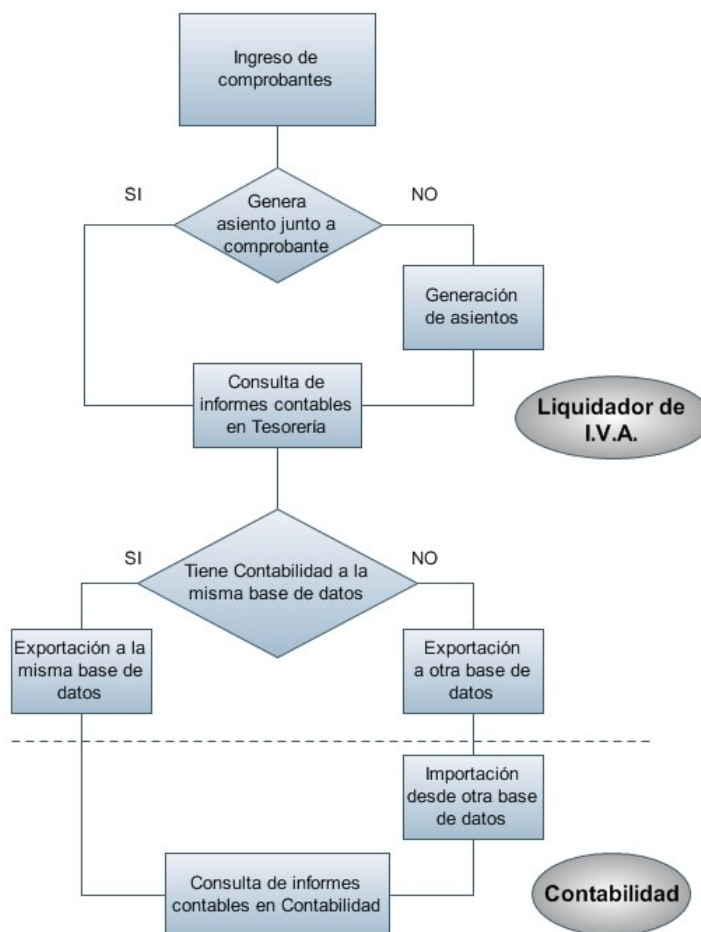 Ingreso de
comprobantes
SI
NO
Genera
asiento junto a
comprobante
Generación
de asientos
Consulta de
informes contables
en Tesorería
Liquidador de
I.V.A.
SI
NO
Tiene Contabilidad a la
misma base de datos
Exportación a la
misma base de
datos
Exportación
a otra base de
datos
Importación
desde otra base
de datos
Consulta de informes
contables en Contabilidad
Contabilidad